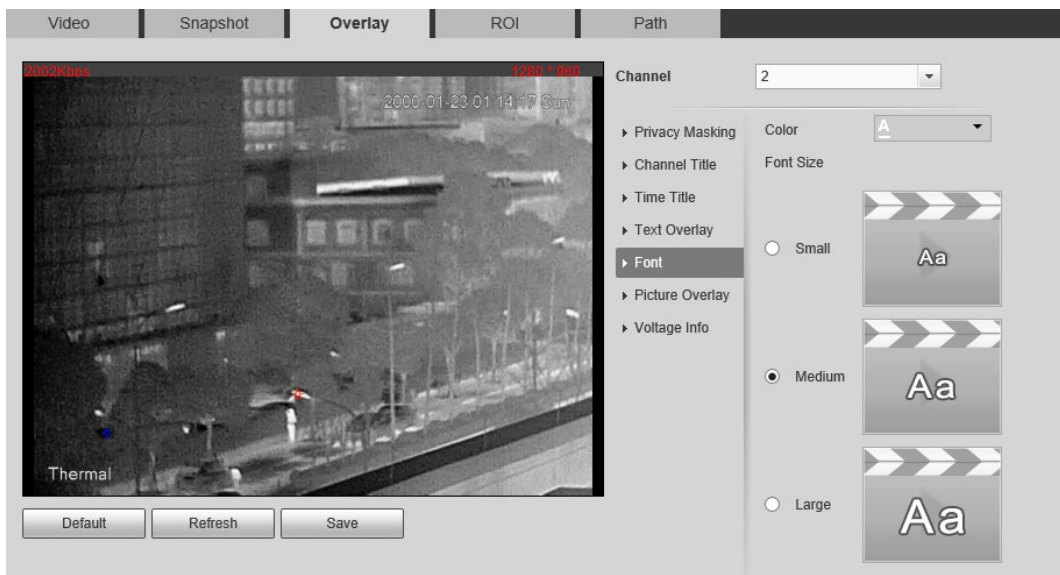 Video Snapshot Overlay ROI Path
2002Kbps 1280 * 960
2000-01-23 01:14:17 Sun
Thermal
Default Refresh Save
Channel 2
Privacy Masking
Channel Title
Time Title
Text Overlay
Font
Picture Overlay
Voltage Info
Color A
Font Size
Small Aa
Medium Aa
Large Aa